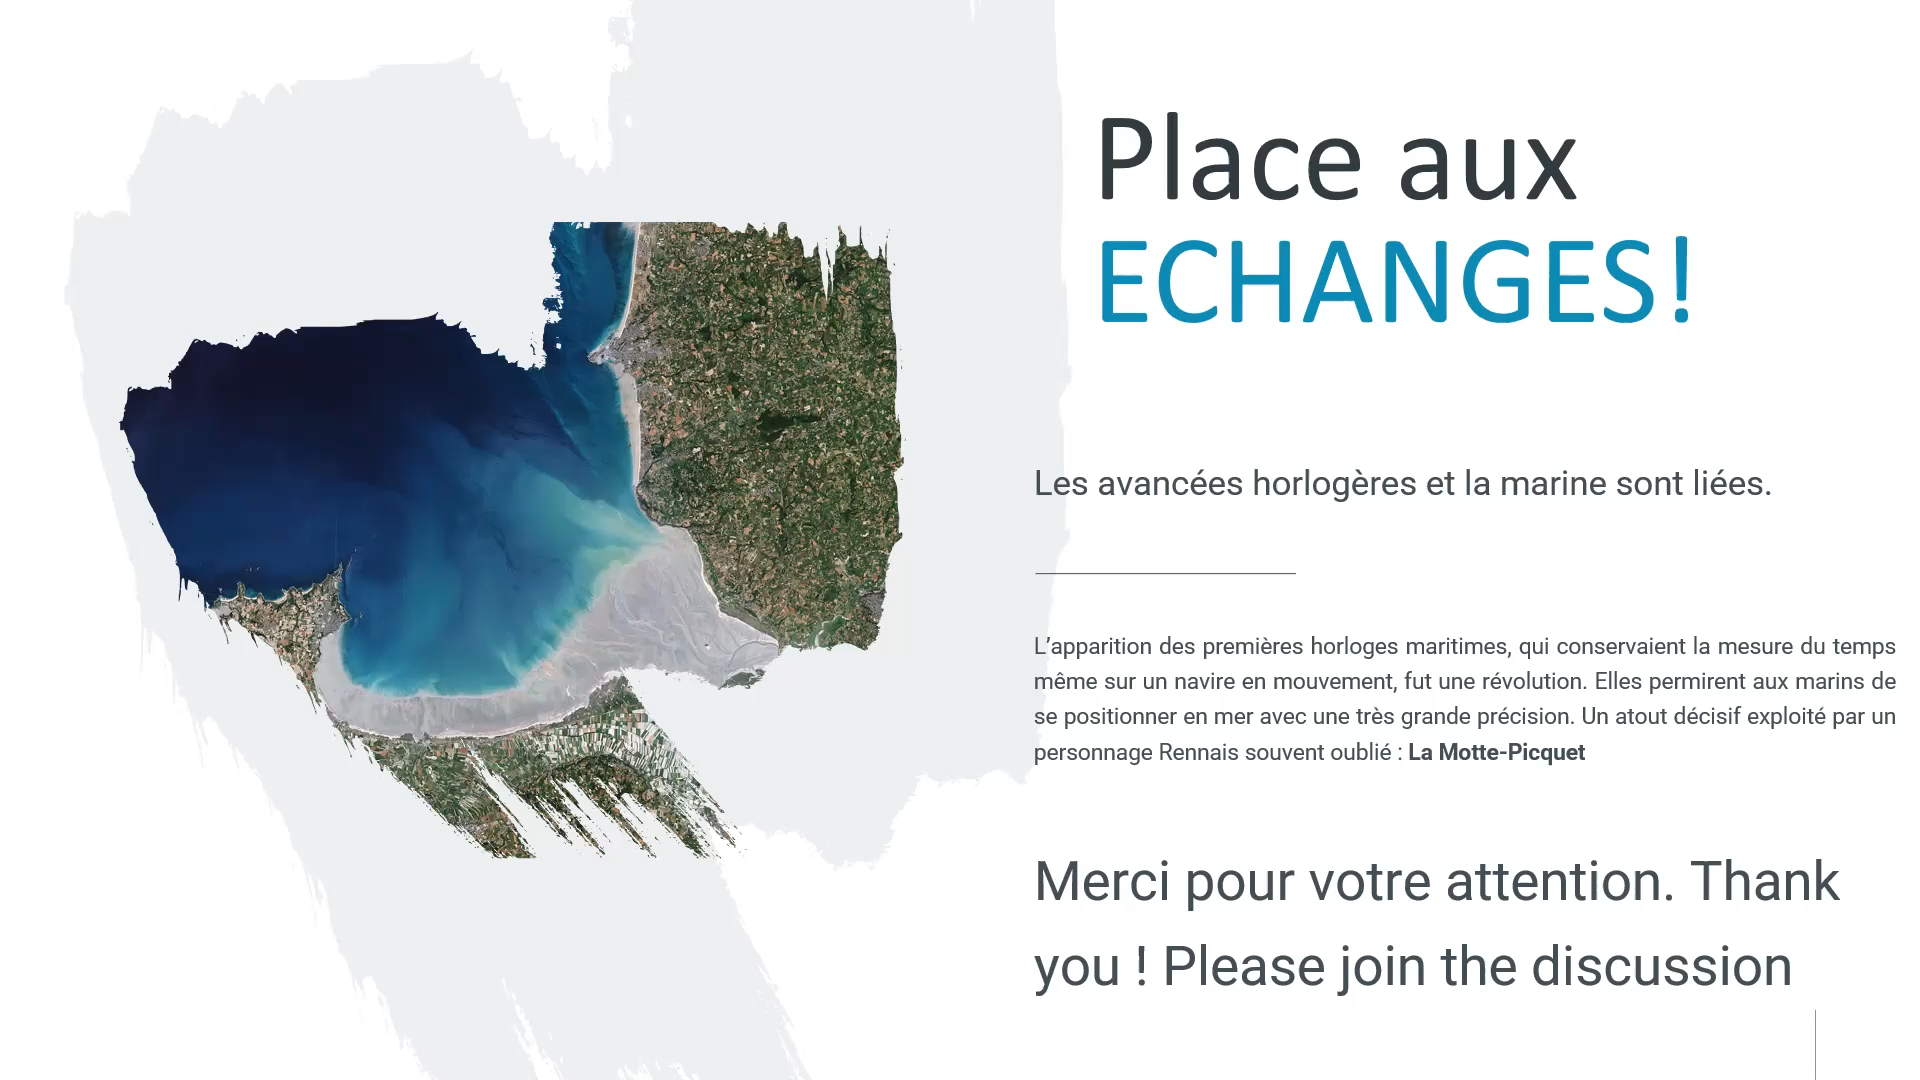 Place aux
ECHANGES!
Les avancées horlogères et la marine sont liées.
L’apparition des premières horloges maritimes, qui conservaient la mesure du temps
même sur un navire en mouvement, fut une révolution. Elles permirent aux marins de
se positionner en mer avec une très grande précision. Un atout décisif exploité par un
personnage Rennais souvent oublié : La Motte-Picquet
Merci pour votre attention. Thank
you ! Please join the discussion